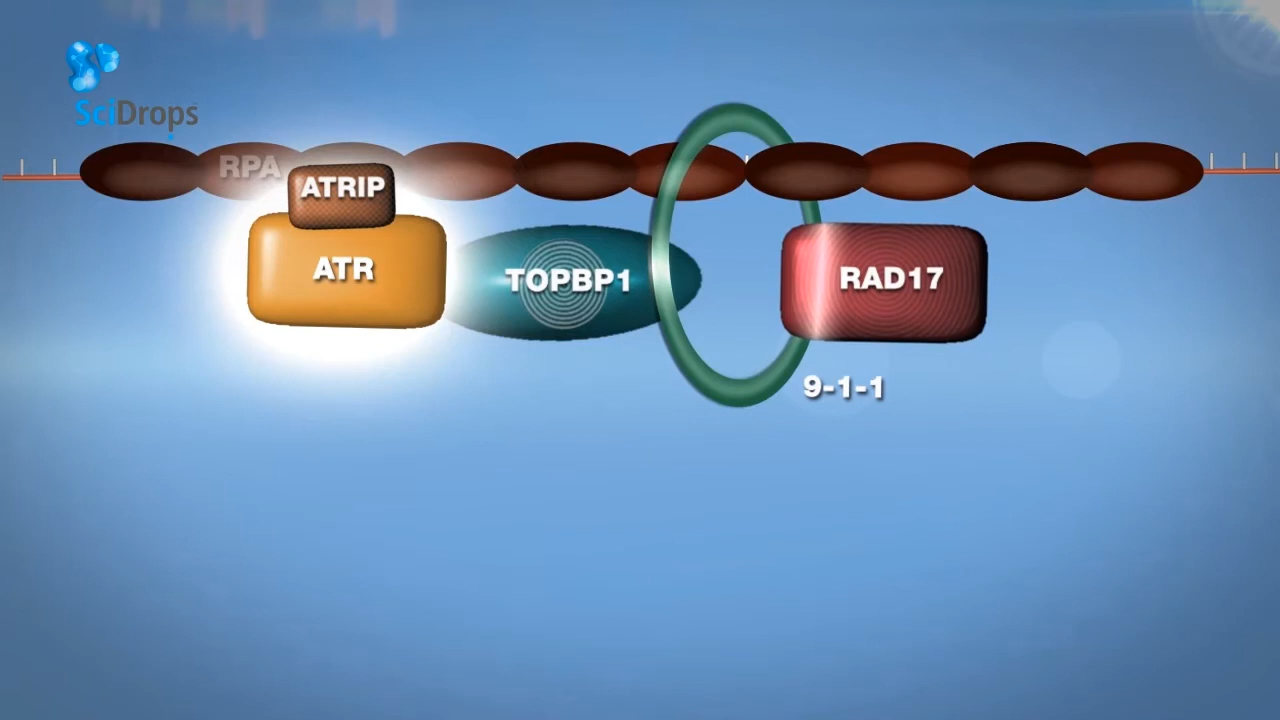 SciDrops
RPA
ATRIP
ATR
TOPBP1
RAD17
9-1-1